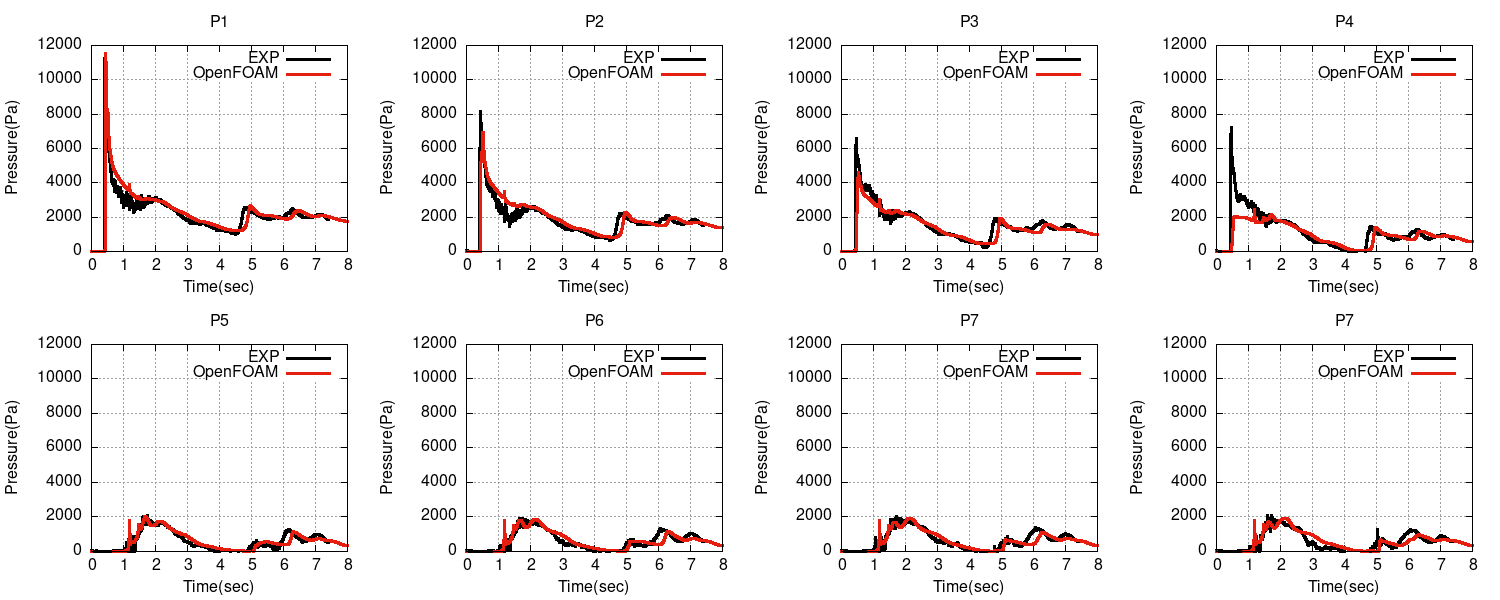 P1 P2 P3 P4
12000 12000 12000 12000
EXP EXP EXP EXP
OpenFOAM OpenFOAM OpenFOAM OpenFOAM
10000 10000 10000 10000
8000 8000 8000 8000
Pressure(Pa) Pressure(Pa) Pressure(Pa) Pressure(Pa)
6000 6000 6000 6000
4000 4000 4000 4000
2000 2000 2000 2000
0 0 0 0
0 1 2 3 4 5 6 7 8 0 1 2 3 4 5 6 7 8 0 1 2 3 4 5 6 7 8 0 1 2 3 4 5 6 7 8
Time(sec) Time(sec) Time(sec) Time(sec)
P5 P6 P7 P7
12000 12000 12000 12000
EXP EXP EXP EXP
OpenFOAM OpenFOAM OpenFOAM OpenFOAM
10000 10000 10000 10000
8000 8000 8000 8000
Pressure(Pa) Pressure(Pa) Pressure(Pa) Pressure(Pa)
6000 6000 6000 6000
4000 4000 4000 4000
2000 2000 2000 2000
0 0 0 0
0 1 2 3 4 5 6 7 8 0 1 2 3 4 5 6 7 8 0 1 2 3 4 5 6 7 8 0 1 2 3 4 5 6 7 8
Time(sec) Time(sec) Time(sec) Time(sec)